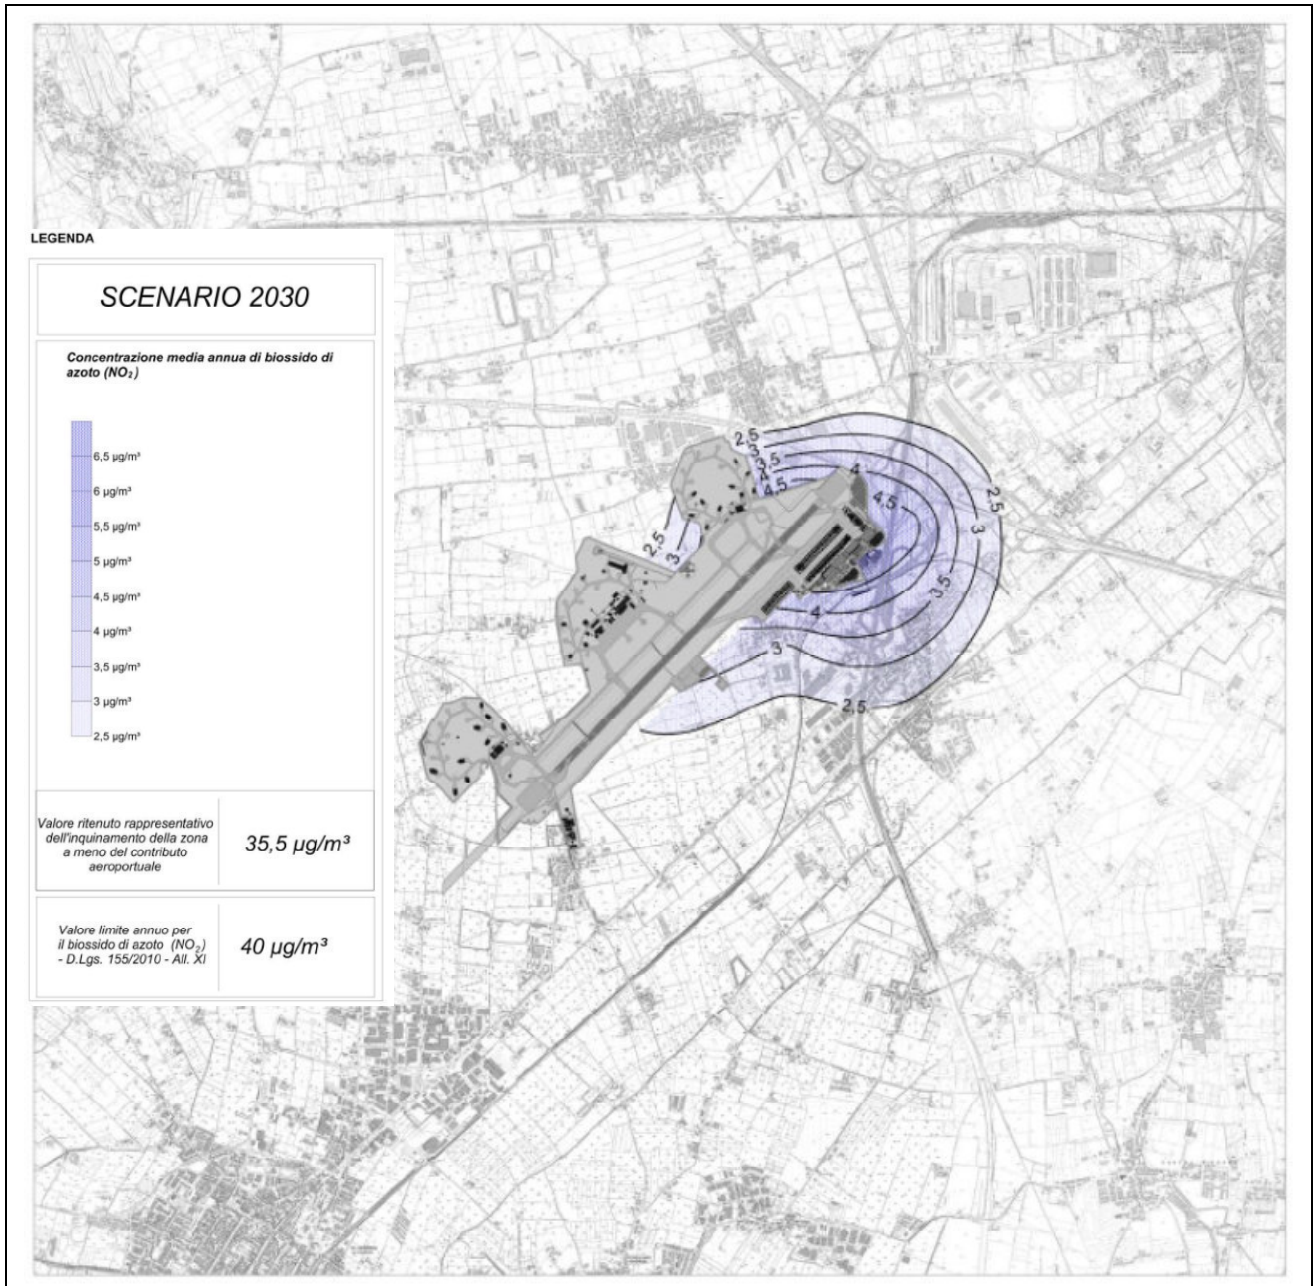 LEGENDA
SCENARIO 2030
Concentrazione media annua di biossido di
azoto (NO₂)
6,5 µg/m³
6 µg/m³
5,5 µg/m³
5 µg/m³
4,5 µg/m³
4 µg/m³
3,5 µg/m³
3 µg/m³
2,5 µg/m³
Valore ritenuto rappresentativo
dell'inquinamento della zona
a meno del contributo
aeroportuale
35,5 µg/m³
Valore limite annuo per
il biossido di azoto (NO₂)
- D.Lgs. 155/2010 - All. XI
40 µg/m³
2,5
3
3,5
4
4,5
4
4,5
2,5
3
3,5
2,5
3
4
3
2,5